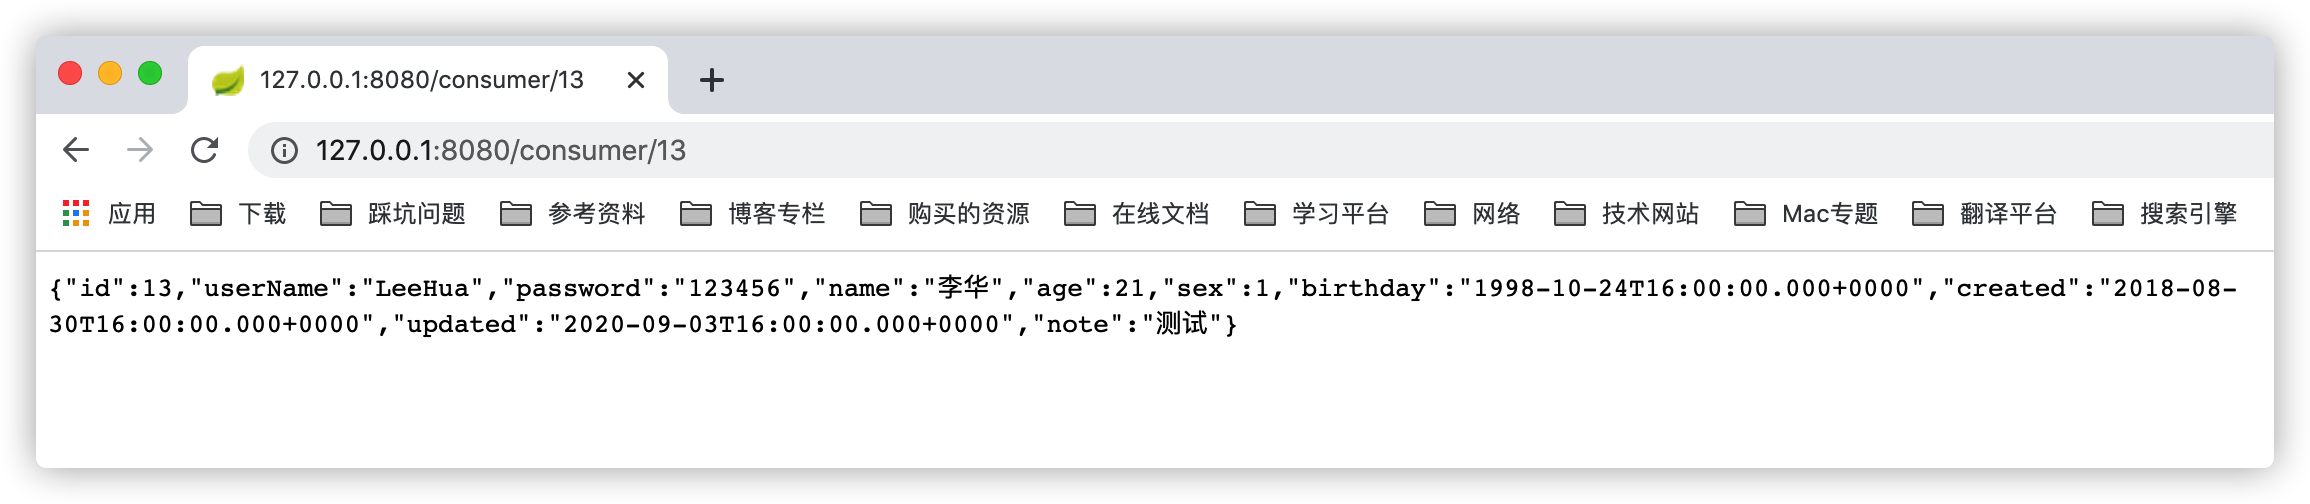 127.0.0.1:8080/consumer/13
127.0.0.1:8080/consumer/13
应用 下载 踩坑问题 参考资料 博客专栏 购买的资源 在线文档 学习平台 网络 技术网站 Mac专题 翻译平台 搜索引擎
{"id":13,"userName":"LeeHua","password":"123456","name":"李华","age":21,"sex":1,"birthday":"1998-10-24T16:00:00.000+0000","created":"2018-08-
30T16:00:00.000+0000","updated":"2020-09-03T16:00:00.000+0000","note":"测试"}